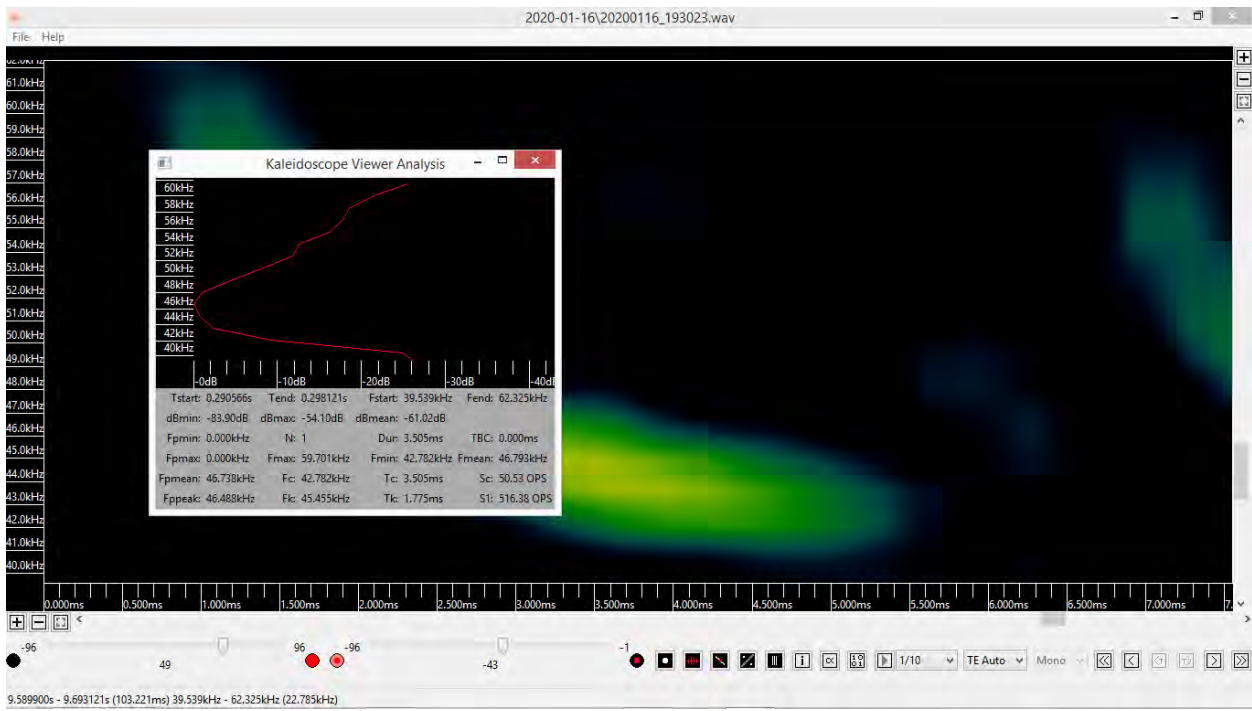 2020-01-16\20200116_193023.wav
File Help
62.0kHz
61.0kHz
60.0kHz
59.0kHz
58.0kHz
57.0kHz
56.0kHz
55.0kHz
54.0kHz
53.0kHz
52.0kHz
51.0kHz
50.0kHz
49.0kHz
48.0kHz
47.0kHz
46.0kHz
45.0kHz
44.0kHz
43.0kHz
42.0kHz
41.0kHz
40.0kHz
Kaleidoscope Viewer Analysis
60kHz
58kHz
56kHz
54kHz
52kHz
50kHz
48kHz
46kHz
44kHz
42kHz
40kHz
-0dB -10dB -20dB -30dB -40dB
Tstart: 0.290566s Tend: 0.298121s Fstart: 39.539kHz Fend: 62.325kHz
dBmin: -83.90dB dBmax: -54.10dB dBmean: -61.02dB
Fpmin: 0.000kHz N: 1 Dur: 3.505ms TBC: 0.000ms
Fpmax: 0.000kHz Fmax: 59.701kHz Fmin: 42.782kHz Fmean: 46.793kHz
Fpmean: 46.738kHz Fc: 42.782kHz Tc: 3.505ms Sc: 50.53 OPS
Fppeak: 46.488kHz Fk: 45.455kHz Tk: 1.775ms S1: 516.38 OPS
0.000ms 0.500ms 1.000ms 1.500ms 2.000ms 2.500ms 3.000ms 3.500ms 4.000ms 4.500ms 5.000ms 5.500ms 6.000ms 6.500ms 7.000ms 7.
-96 96 -96 -1
49 -43
1/10 TE Auto Mono
9.589900s - 9.693121s (103.221ms) 39.539kHz - 62.325kHz (22.785kHz)